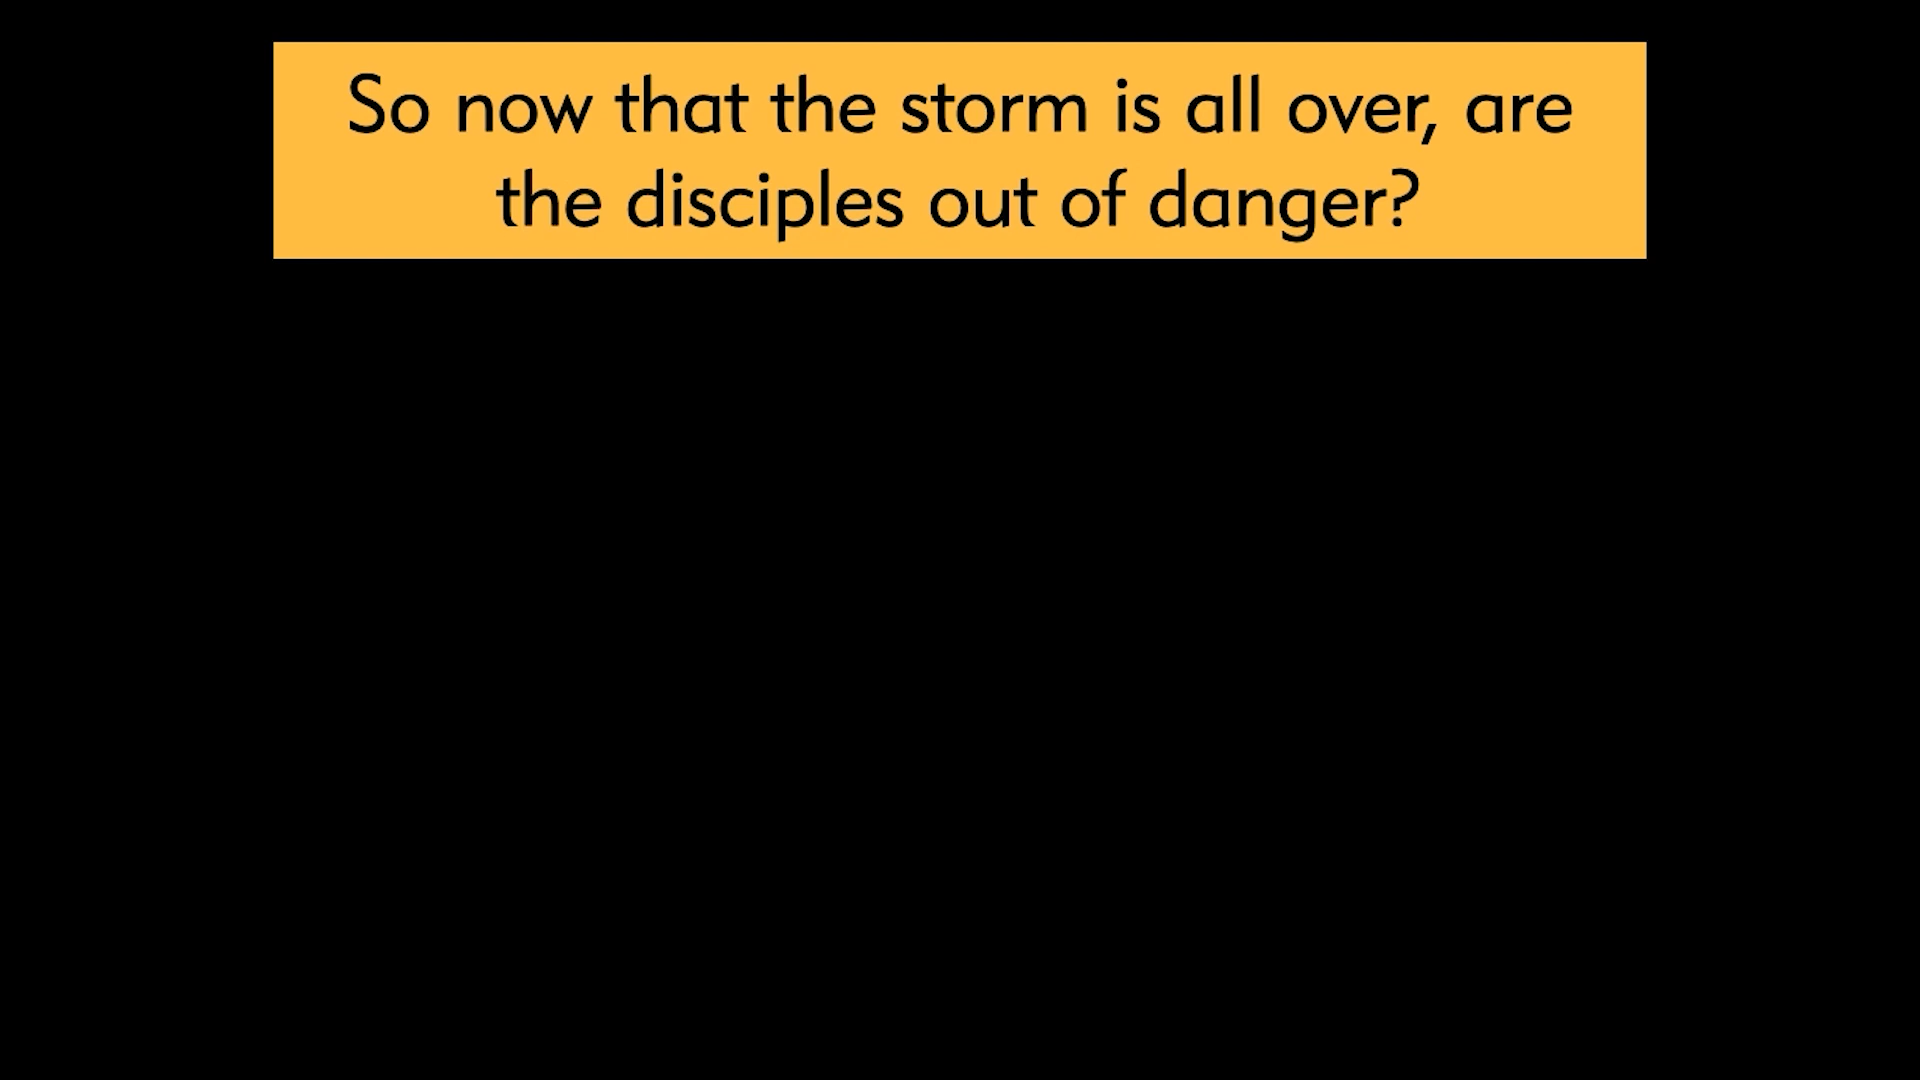 So now that the storm is all over, are
the disciples out of danger?